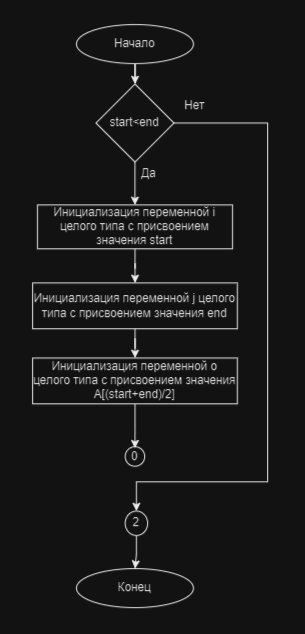 Начало
start<end
Нет
Да
Инициализация переменной i
целого типа с присвоением
значения start
Инициализация переменной j целого
типа с присвоением значения end
Инициализация переменной o
целого типа с присвоением значения
A[(start+end)/2]
0
2
Конец